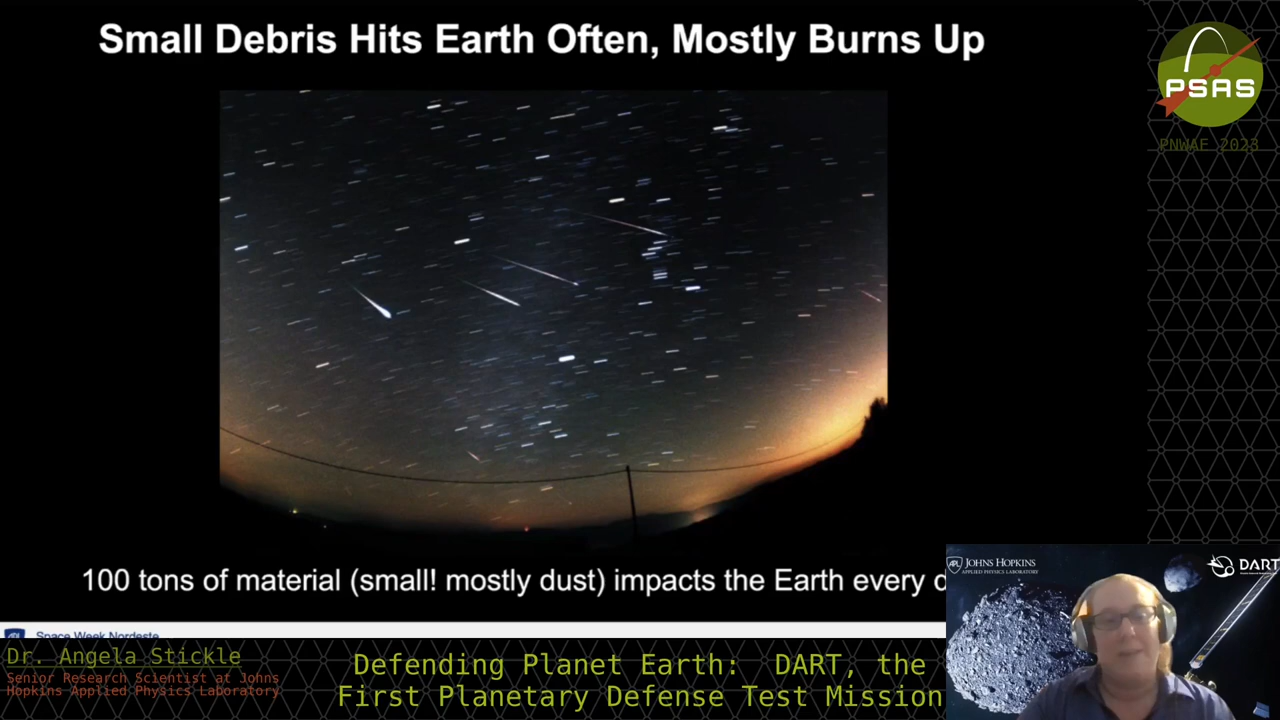 Small Debris Hits Earth Often, Mostly Burns Up
PSAS
PNWAE 2023
100 tons of material (small! mostly dust) impacts the Earth every
JOHNS HOPKINS
APPLIED PHYSICS LABORATORY
DART
APL
Space Week Nordeste
Dr. Angela Stickle
Senior Research Scientist at Johns
Hopkins Applied Physics Laboratory
Defending Planet Earth: DART, the
First Planetary Defense Test Mission